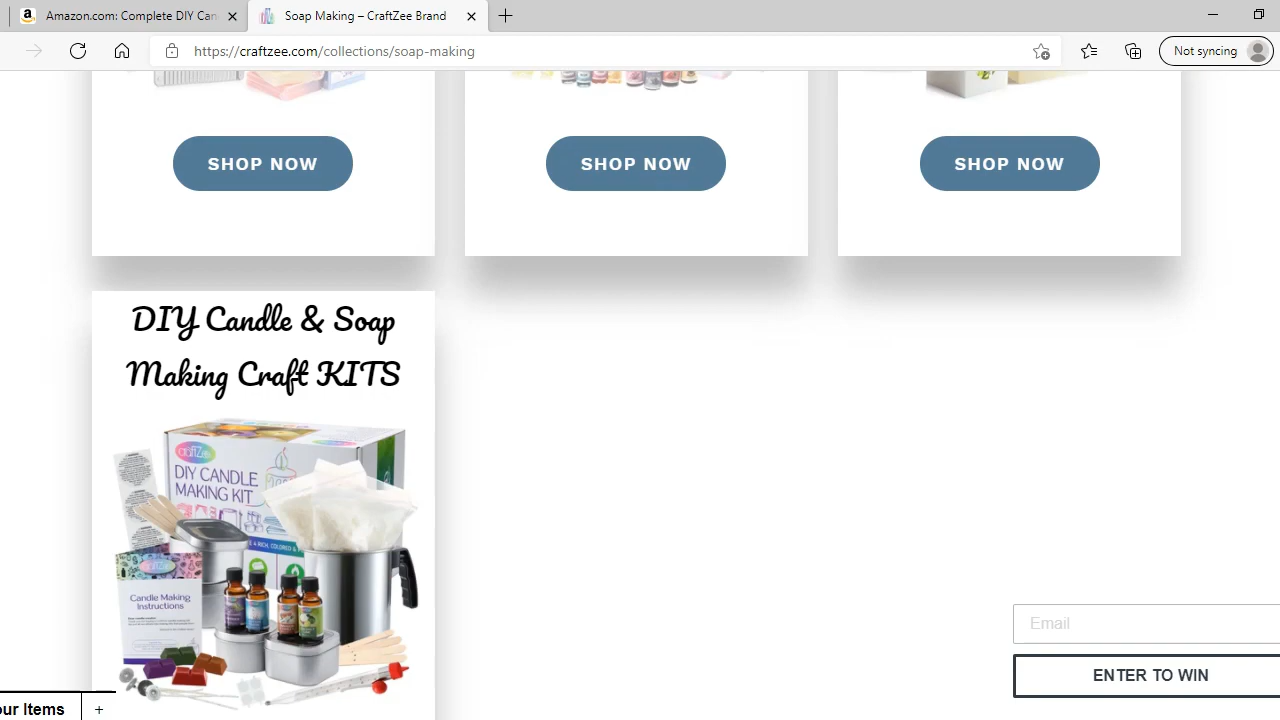 Amazon.com: Complete DIY Can
Soap Making – CraftZee Brand
https://craftzee.com/collections/soap-making
Not syncing
SHOP NOW
SHOP NOW
SHOP NOW
DIY Candle & Soap
Making Craft KITS
craftZee
DIY CANDLE
MAKING KIT
Candle Making
Instructions
Email
ENTER TO WIN
our Items
+